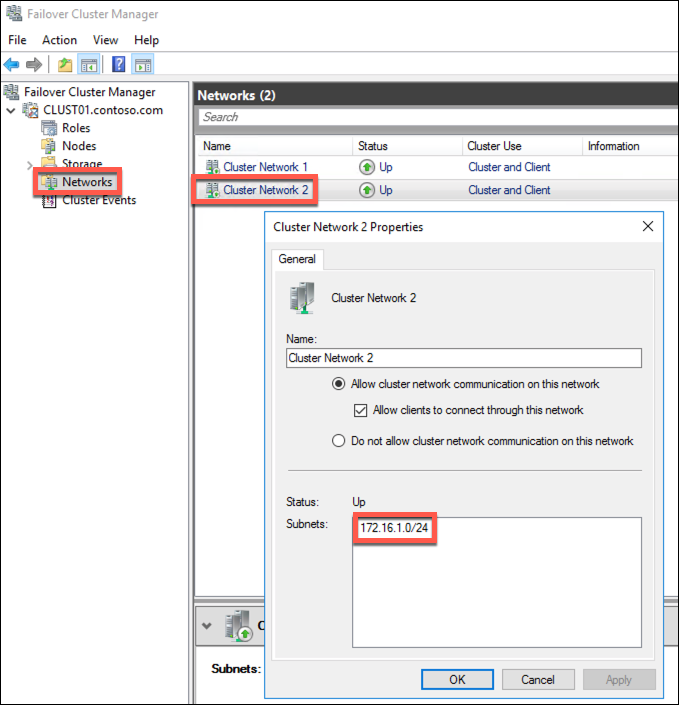 Failover Cluster Manager
File Action View Help
Failover Cluster Manager
CLUST01.contoso.com
Roles
Nodes
Storage
Networks
Cluster Events
Networks (2)
Search
Name Status Cluster Use Information
Cluster Network 1 Up Cluster and Client
Cluster Network 2 Up Cluster and Client
Cluster Network 2 Properties
General
Cluster Network 2
Name:
Cluster Network 2
Allow cluster network communication on this network
Allow clients to connect through this network
Do not allow cluster network communication on this network
Status: Up
Subnets: 172.16.1.0/24
Subnets:
OK Cancel Apply